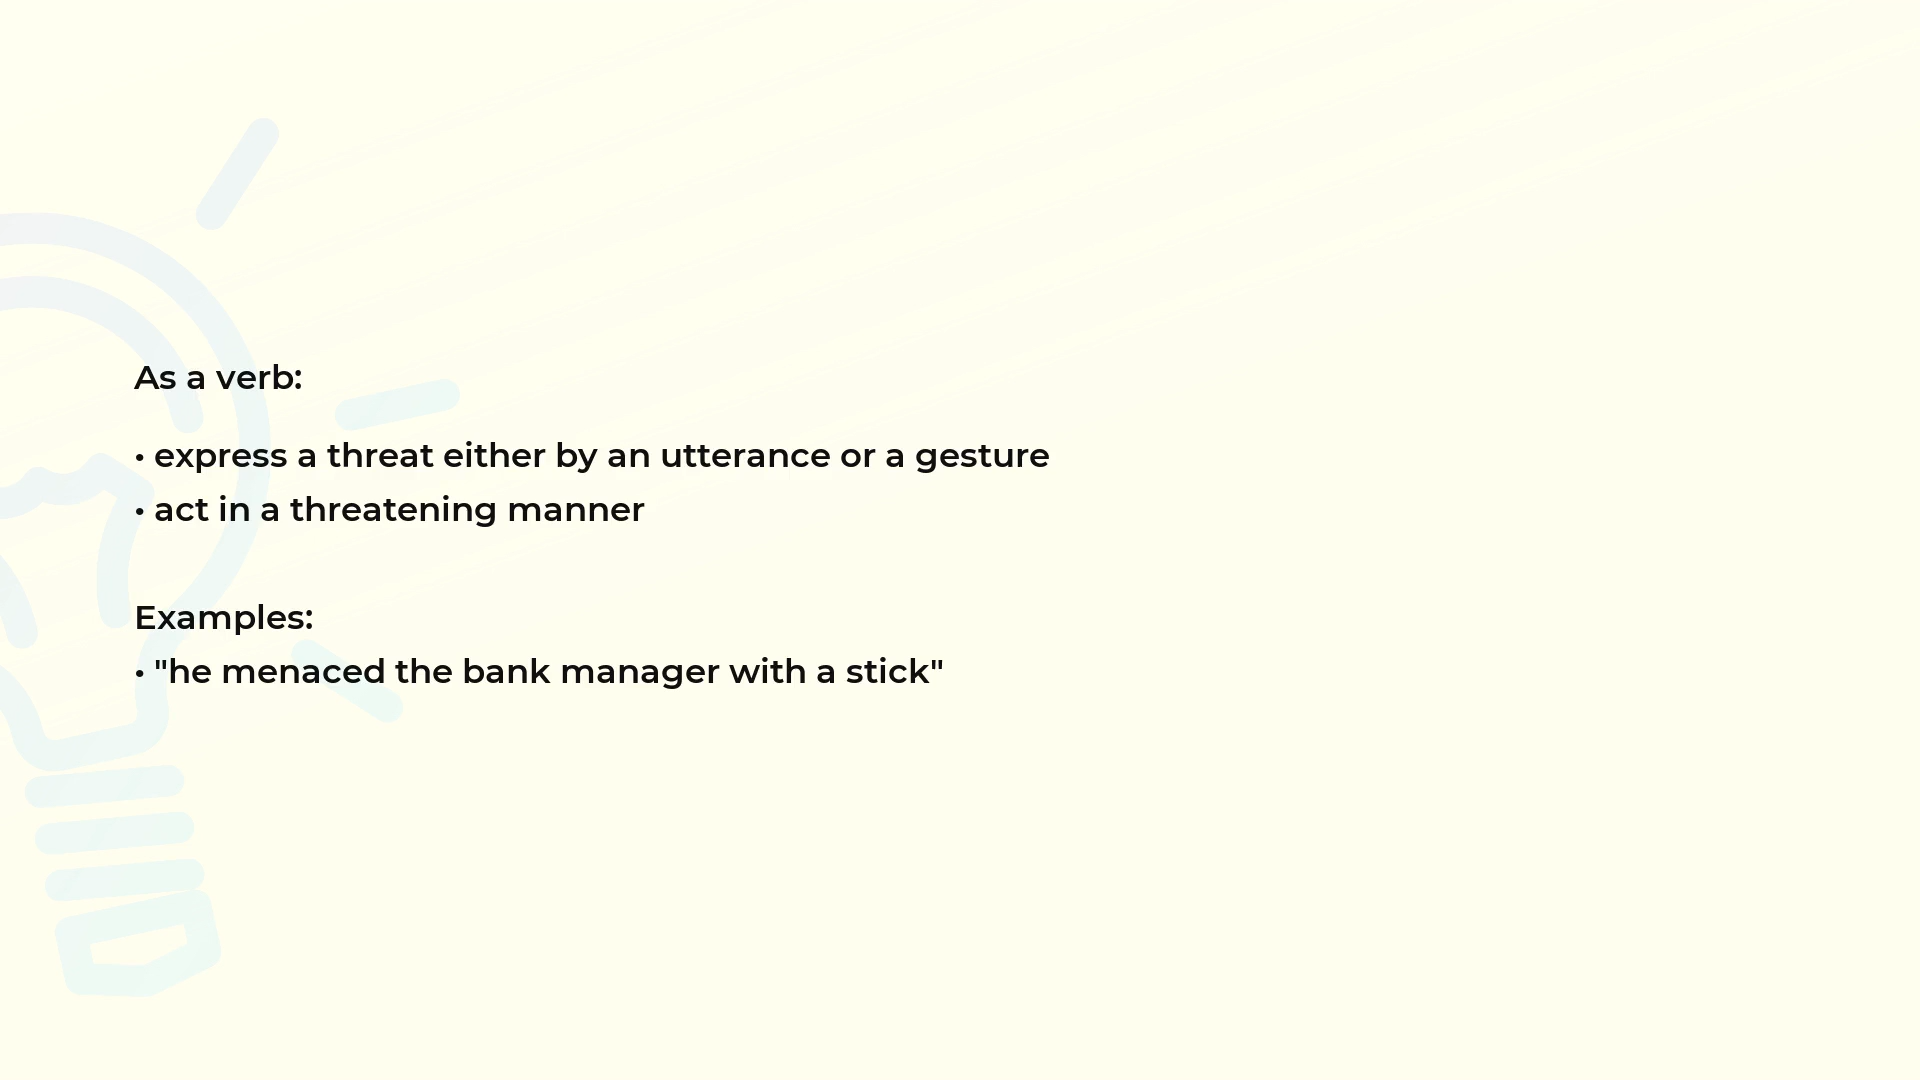 As a verb:
• express a threat either by an utterance or a gesture
• act in a threatening manner
Examples:
• "he menaced the bank manager with a stick"